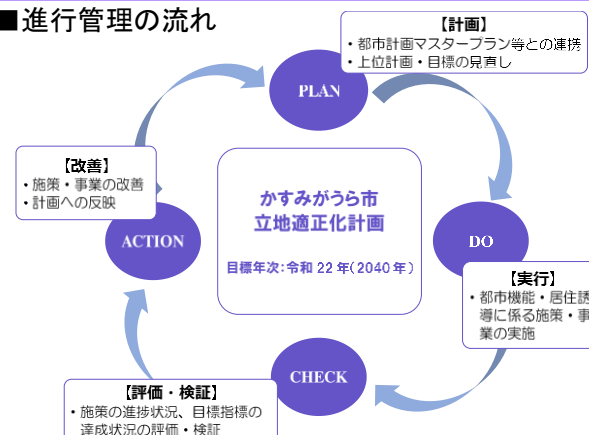 ■進行管理の流れ
【計画】
・都市計画マスタープラン等との連携
・上位計画・目標の見直し
PLAN
【改善】
・施策・事業の改善
・計画への反映
ACTION
かすみがうら市
立地適正化計画
目標年次:令和 22 年(2040 年)
DO
【実行】
・都市機能・居住誘
導に係る施策・事
業の実施
CHECK
【評価・検証】
・施策の進捗状況、目標指標の
達成状況の評価・検証